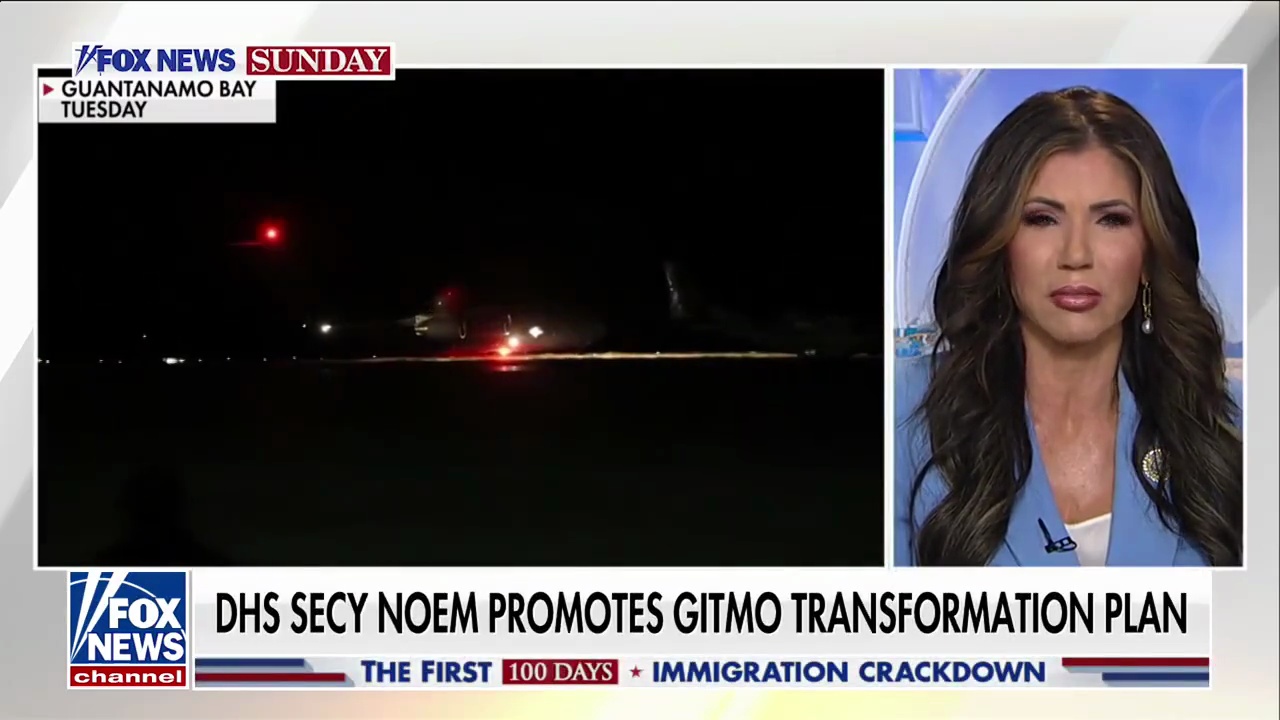 FOX NEWS SUNDAY
GUANTANAMO BAY
TUESDAY
FOX
NEWS
channel
DHS SECY NOEM PROMOTES GITMO TRANSFORMATION PLAN
THE FIRST 100 DAYS ★ IMMIGRATION CRACKDOWN